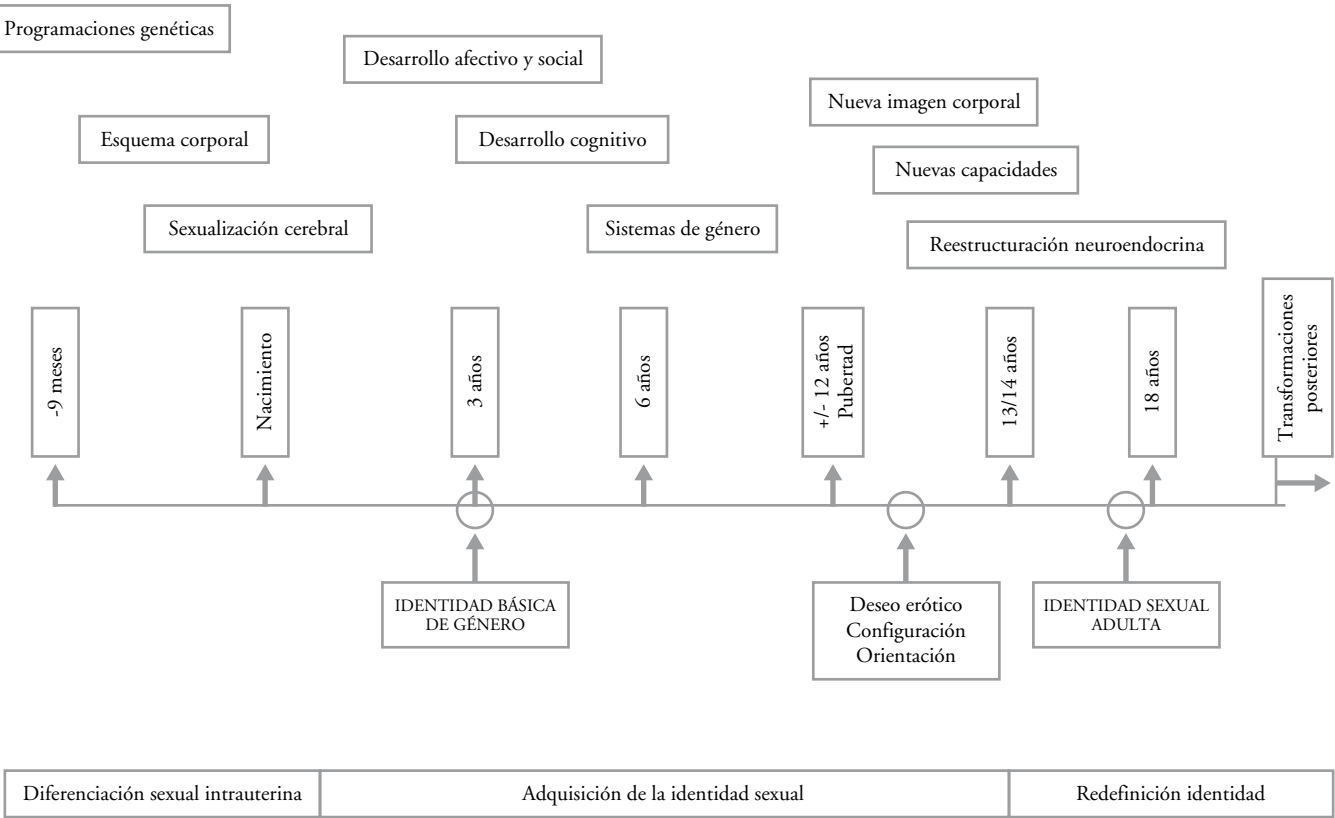 Programaciones genéticas
Desarrollo afectivo y social
Nueva imagen corporal
Esquema corporal
Desarrollo cognitivo
Nuevas capacidades
Sexualización cerebral
Sistemas de género
Reestructuración neuroendocrina
-9 meses
Nacimiento
3 años
6 años
+/- 12 años
Pubertad
13/14 años
18 años
Transformaciones
posteriores
IDENTIDAD BÁSICA
DE GÉNERO
Deseo erótico
Configuración
Orientación
IDENTIDAD SEXUAL
ADULTA
Diferenciación sexual intrauterina
Adquisición de la identidad sexual
Redefinición identidad